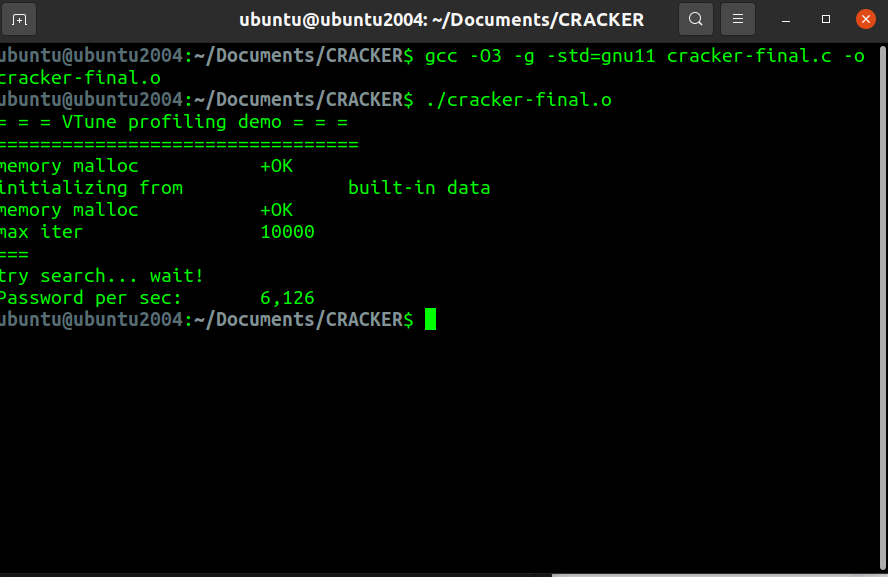 ubuntu@ubuntu2004: ~/Documents/CRACKER
ubuntu@ubuntu2004:~/Documents/CRACKER$ gcc -O3 -g -std=gnu11 cracker-final.c -o
cracker-final.o
ubuntu@ubuntu2004:~/Documents/CRACKER$ ./cracker-final.o
= = = VTune profiling demo = = =
=================================
memory malloc +OK
initializing from built-in data
memory malloc +OK
max iter 10000
===
try search... wait!
Password per sec: 6,126
ubuntu@ubuntu2004:~/Documents/CRACKER$